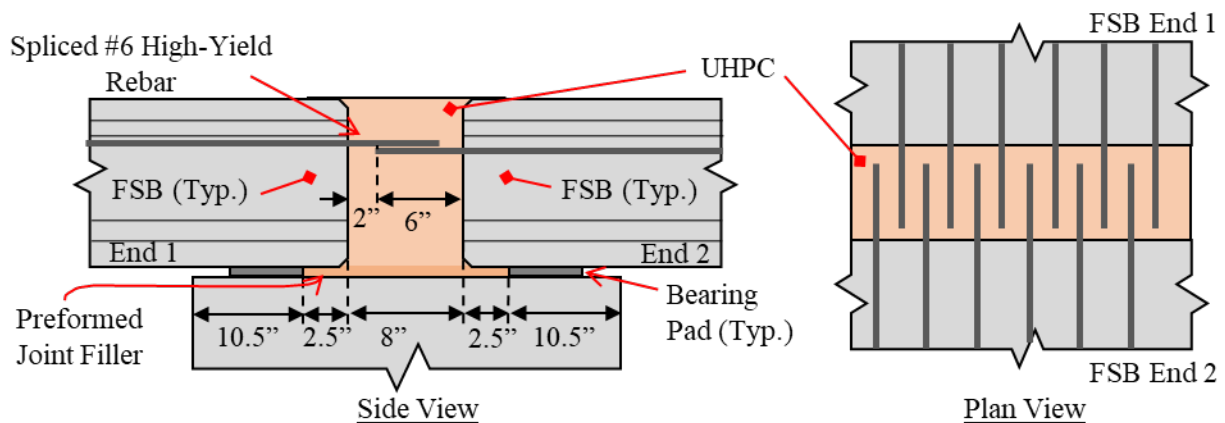 Spliced #6 High-Yield
Rebar
UHPC
FSB End 1
FSB (Typ.)
FSB (Typ.)
2”
6”
End 1
End 2
Preformed
Joint Filler
10.5”
2.5”
8”
2.5”
10.5”
Bearing
Pad (Typ.)
FSB End 2
Side View
Plan View